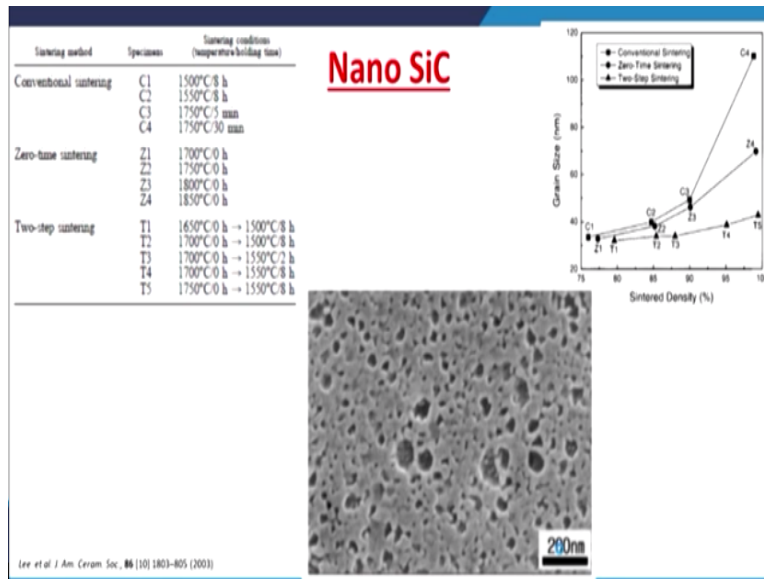 Sintering method Specimens Sintering conditions
(temperature/holding time)
Conventional sintering C1 1500°C/8 h
C2 1550°C/8 h
C3 1750°C/5 min
C4 1750°C/30 min
Zero-time sintering Z1 1700°C/0 h
Z2 1750°C/0 h
Z3 1800°C/0 h
Z4 1850°C/0 h
Two-step sintering T1 1650°C/0 h → 1500°C/8 h
T2 1700°C/0 h → 1500°C/8 h
T3 1700°C/0 h → 1550°C/2 h
T4 1700°C/0 h → 1550°C/8 h
T5 1750°C/0 h → 1550°C/8 h
Nano SiC
120
100
80
60
40
20
Grain Size (nm)
Conventional Sintering
Zero-Time Sintering
Two-Step Sintering
C4
Z4
C3
Z3
C2
Z2
C1
Z1
T1
T2
T3
T4
T5
75 80 85 90 95 10
Sintered Density (%)
200nm
Lee et al J Am. Ceram Soc., 86 [10] 1803–805 (2003)